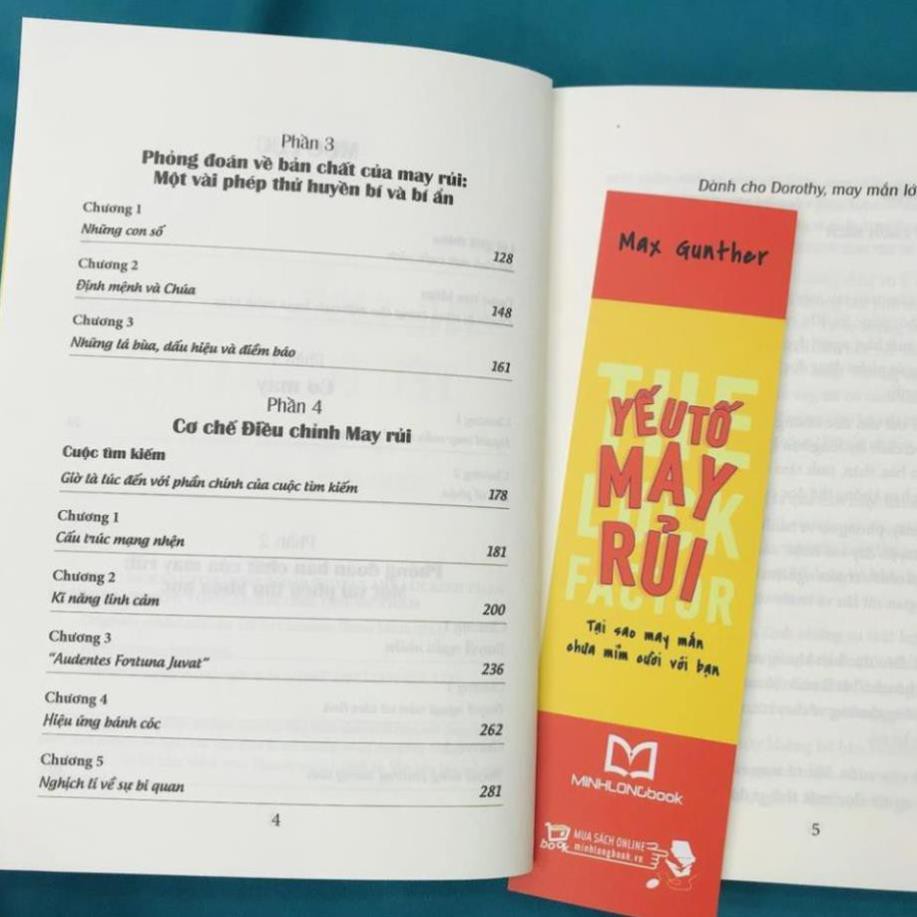 Phần 3
Phỏng đoán về bản chất của may rủi:
Một vài phép thử huyền bí và bí ẩn
Chương 1
Những con số 128
Chương 2
Định mệnh và Chúa 148
Chương 3
Những lá bùa, dấu hiệu và điềm báo 161
Phần 4
Cơ chế Điều chỉnh May rủi
Cuộc tìm kiếm
Giờ là lúc đến với phần chính của cuộc tìm kiếm 178
Chương 1
Cấu trúc mạng nhện 181
Chương 2
Kĩ năng linh cảm 200
Chương 3
“Audentes Fortuna Juvat” 236
Chương 4
Hiệu ứng bánh cóc 262
Chương 5
Nghịch lí về sự bi quan 281
4
Dành cho Dorothy, may mắn lớ
Max Gunther
THE
LUCK
FACTOR
YẾU TỐ
MAY
RỦI
Tại sao may mắn
chưa mỉm cười với bạn
MINHLONGbook
book
MUA SÁCH ONLINE
minhlongbook.vn
5